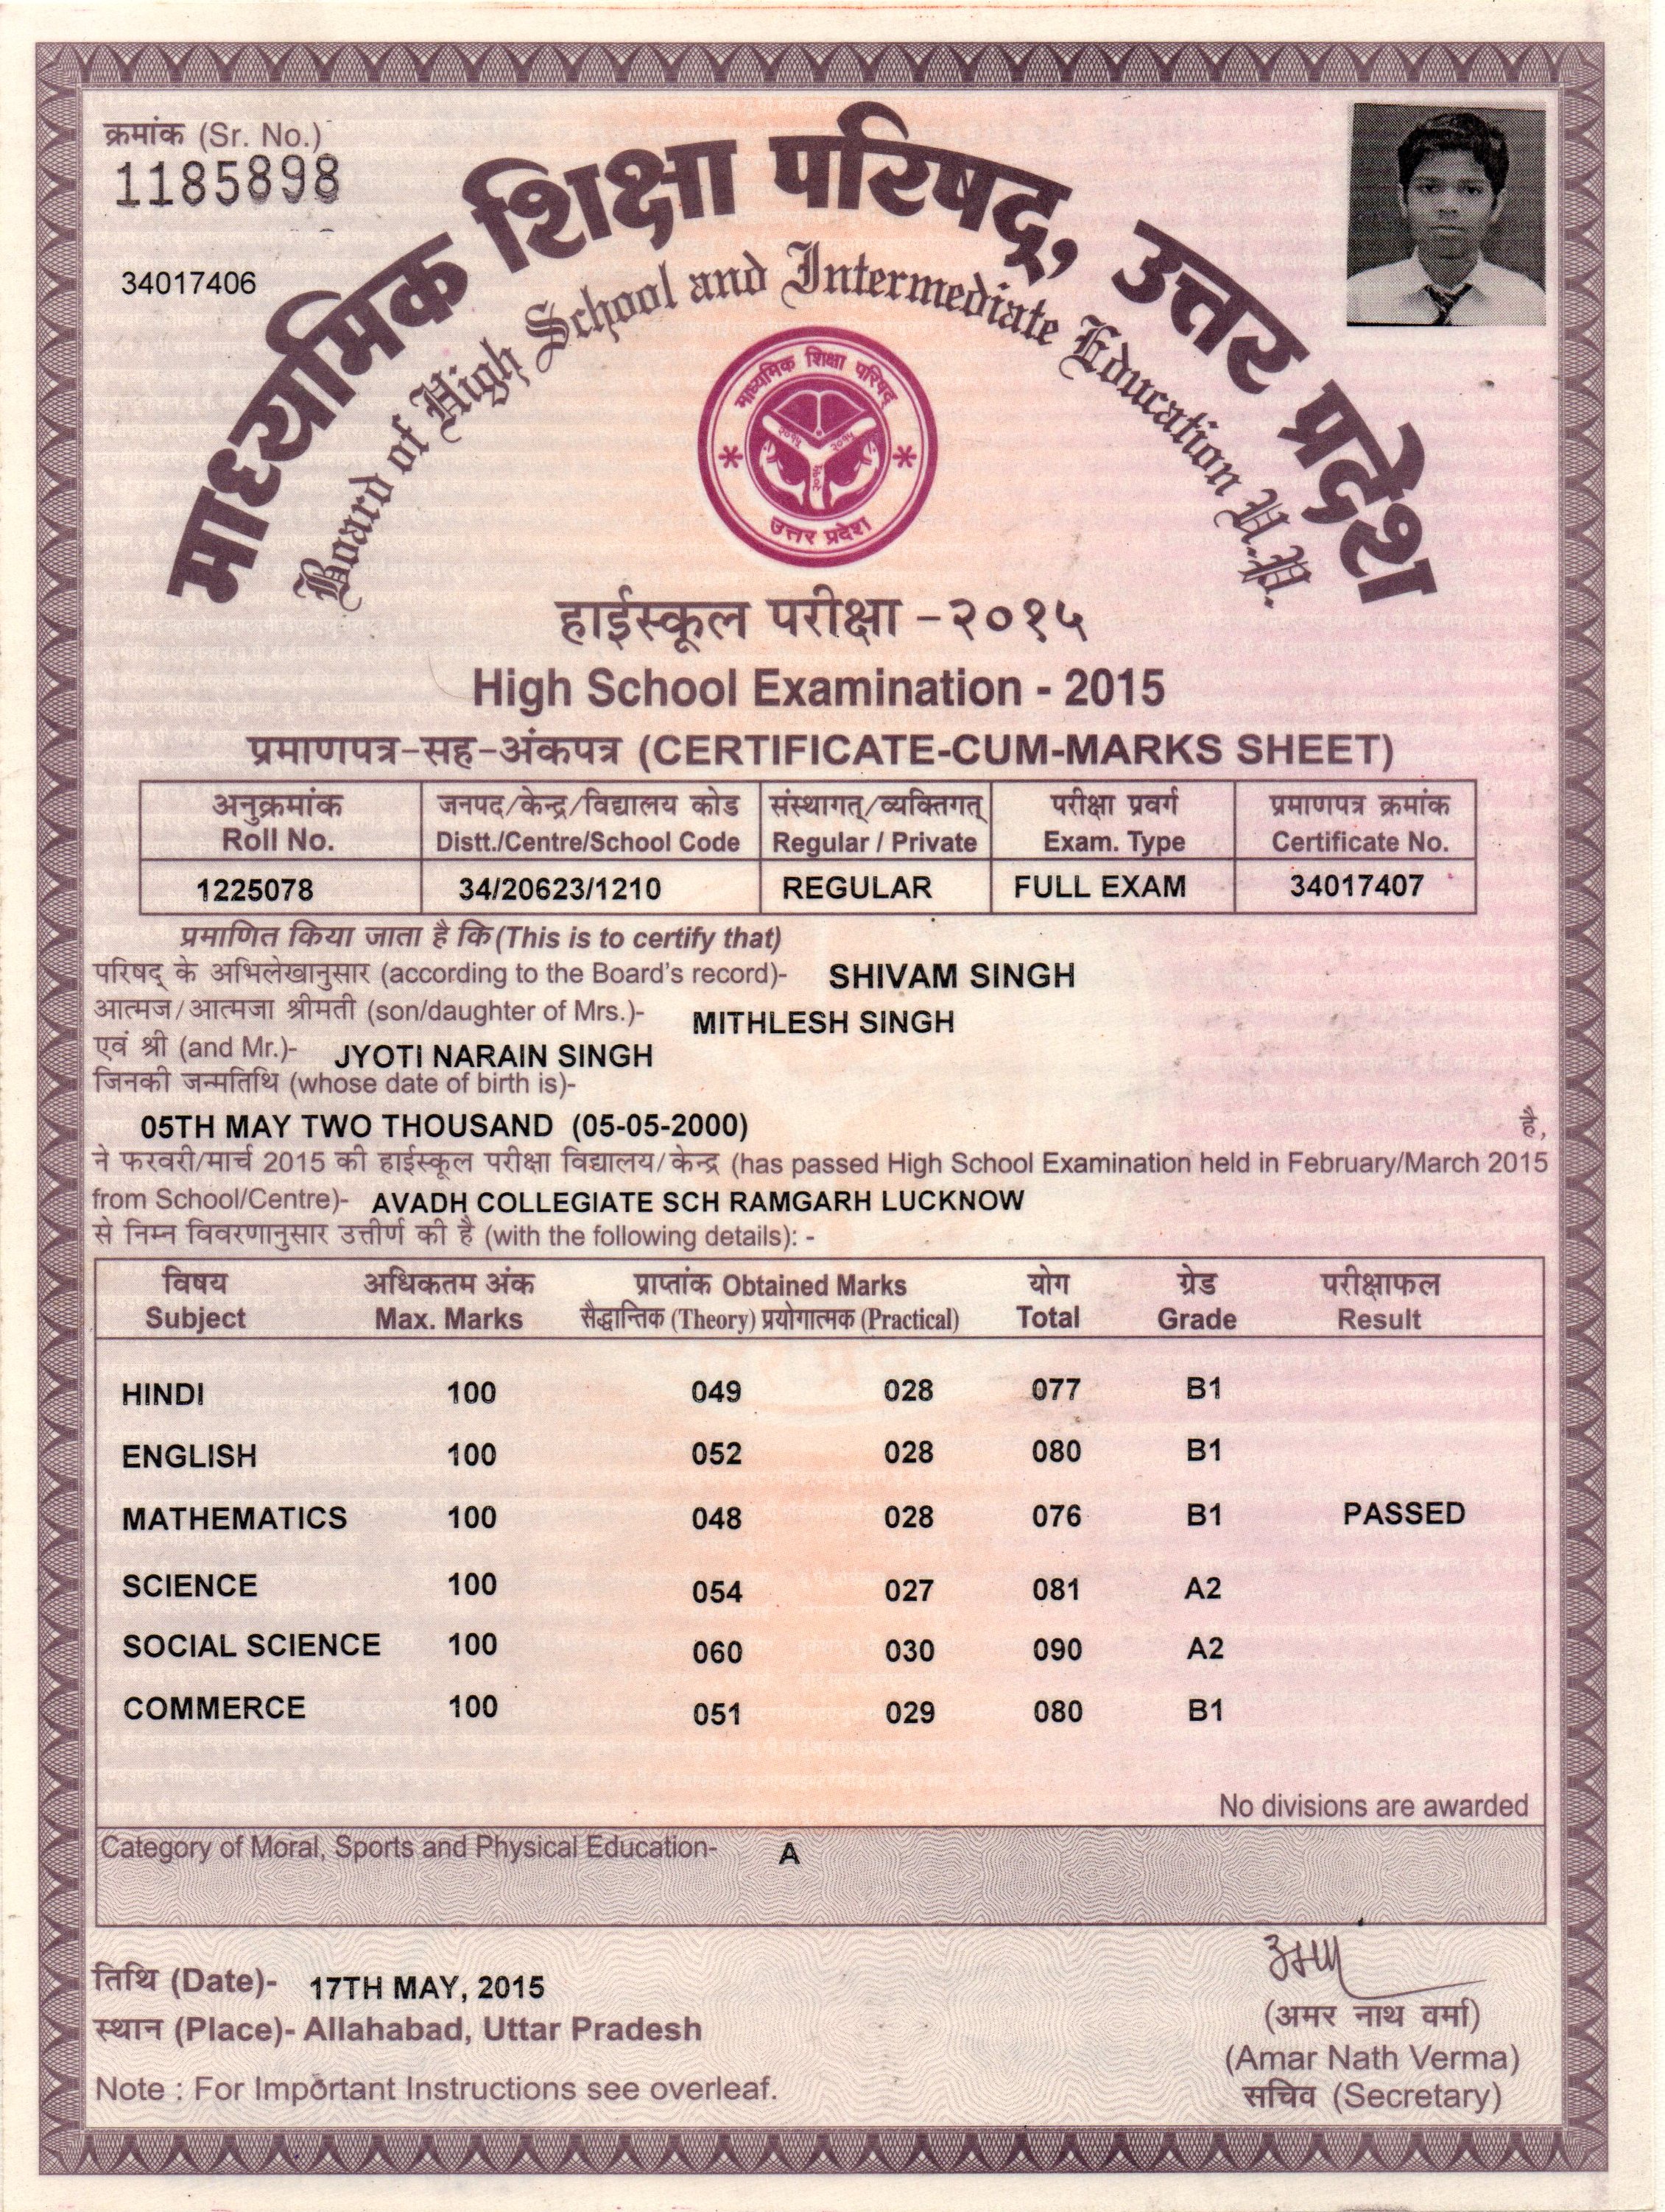 क्रमांक (Sr. No.)
1185898
34017406
माध्यमिक शिक्षा परिषद्, उत्तर प्रदेश
Board of High School and Intermediate Education U.P.
माध्यमिक शिक्षा परिषद्
उत्तर प्रदेश
हाईस्कूल परीक्षा -२०१५
High School Examination - 2015
प्रमाणपत्र-सह-अंकपत्र (CERTIFICATE-CUM-MARKS SHEET)
अनुक्रमांक जनपद/केन्द्र/विद्यालय कोड संस्थागत्/व्यक्तिगत् परीक्षा प्रवर्ग प्रमाणपत्र क्रमांक
Roll No. Distt./Centre/School Code Regular / Private Exam. Type Certificate No.
1225078 34/20623/1210 REGULAR FULL EXAM 34017407
प्रमाणित किया जाता है कि (This is to certify that)
परिषद् के अभिलेखानुसार (according to the Board's record)- SHIVAM SINGH
आत्मज/आत्मजा श्रीमती (son/daughter of Mrs.)- MITHLESH SINGH
एवं श्री (and Mr.)- JYOTI NARAIN SINGH
जिनकी जन्मतिथि (whose date of birth is)-
05TH MAY TWO THOUSAND (05-05-2000) है,
ने फरवरी/मार्च 2015 की हाईस्कूल परीक्षा विद्यालय/केन्द्र (has passed High School Examination held in February/March 2015
from School/Centre)- AVADH COLLEGIATE SCH RAMGARH LUCKNOW
से निम्न विवरणानुसार उत्तीर्ण की है (with the following details): -
विषय अधिकतम अंक प्राप्तांक Obtained Marks योग ग्रेड परीक्षाफल
Subject Max. Marks सैद्धान्तिक (Theory) प्रयोगात्मक (Practical) Total Grade Result
HINDI 100 049 028 077 B1
ENGLISH 100 052 028 080 B1
MATHEMATICS 100 048 028 076 B1 PASSED
SCIENCE 100 054 027 081 A2
SOCIAL SCIENCE 100 060 030 090 A2
COMMERCE 100 051 029 080 B1
No divisions are awarded
Category of Moral, Sports and Physical Education- A
तिथि (Date)- 17TH MAY, 2015
स्थान (Place)- Allahabad, Uttar Pradesh
(अमर नाथ वर्मा)
(Amar Nath Verma)
सचिव (Secretary)
Note : For Important Instructions see overleaf.